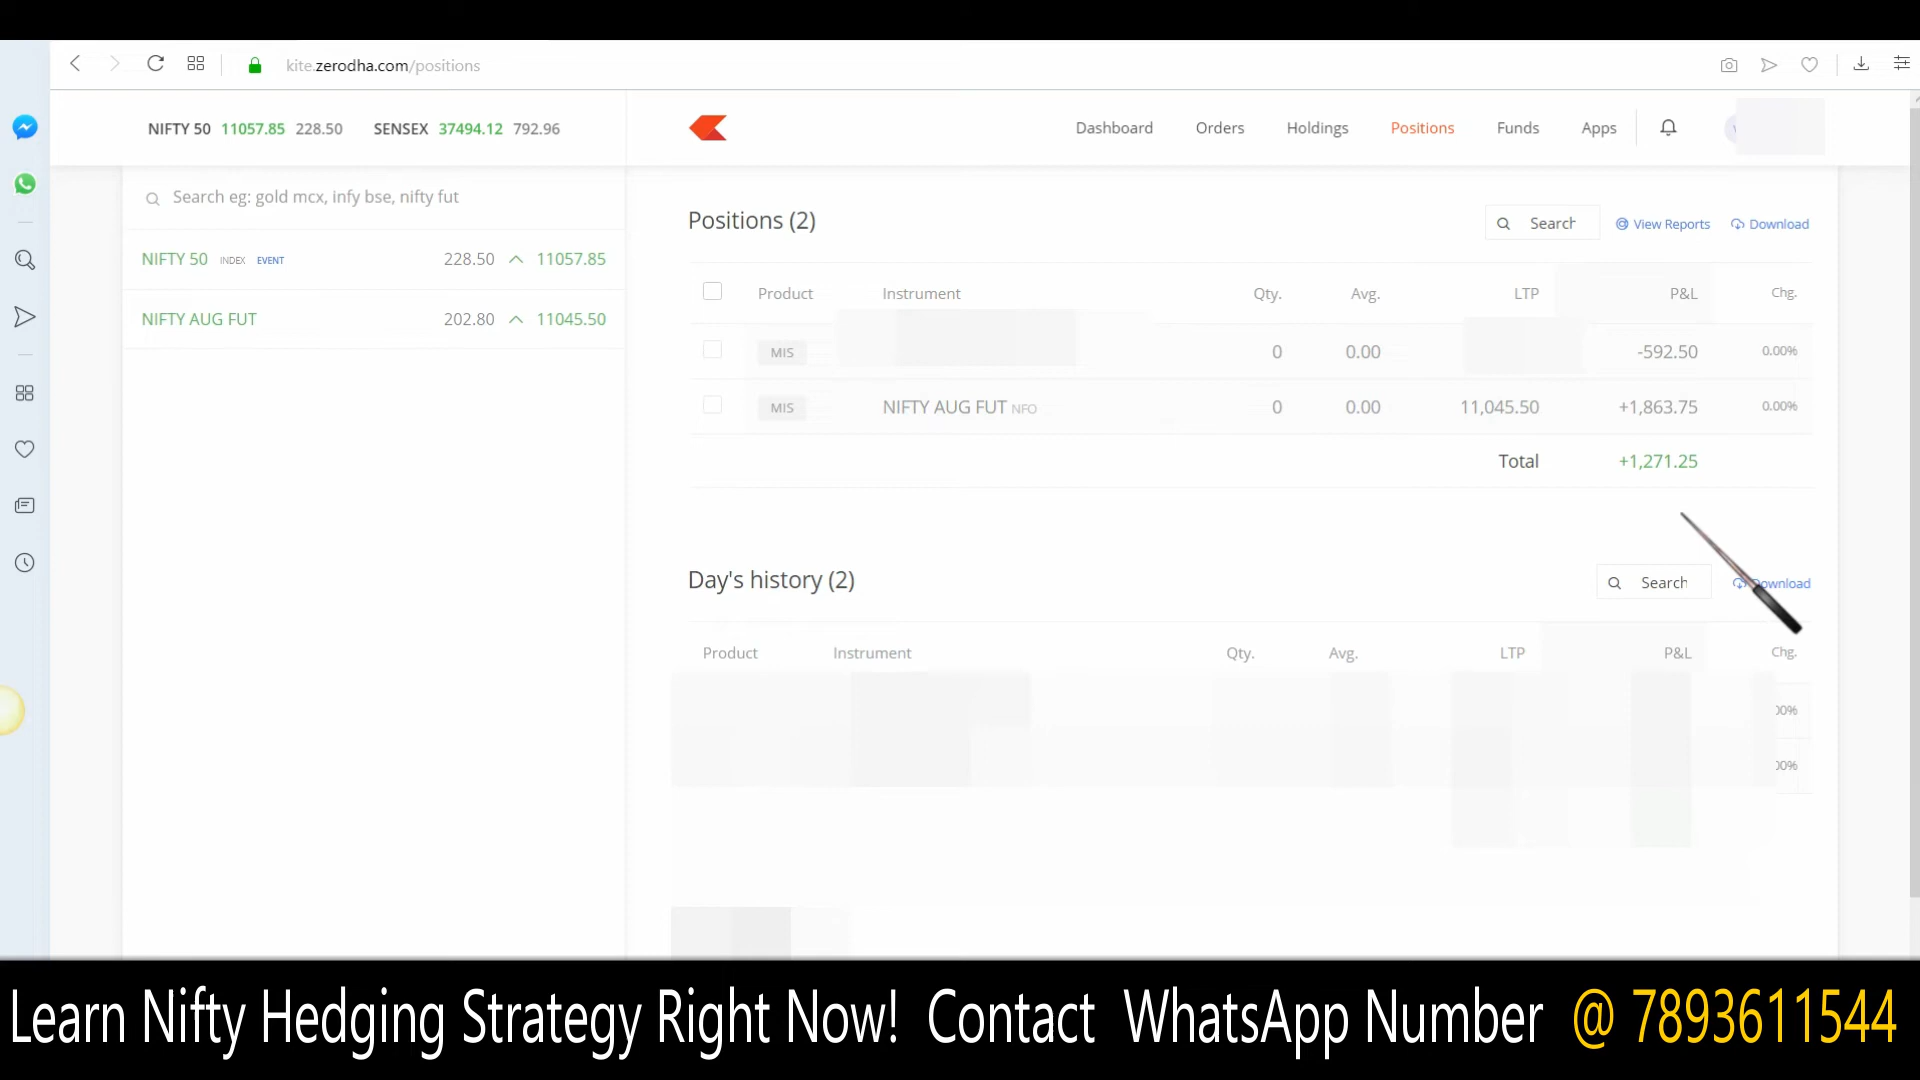 kite.zerodha.com/positions
NIFTY 50 11057.85 228.50 SENSEX 37494.12 792.96
Dashboard Orders Holdings Positions Funds Apps
Search eg: gold mcx, infy bse, nifty fut
NIFTY 50 INDEX EVENT 228.50 11057.85
NIFTY AUG FUT 202.80 11045.50
Positions (2)
Search View Reports Download
Product Instrument Qty. Avg. LTP P&L Chg.
MIS 0 0.00 -592.50 0.00%
MIS NIFTY AUG FUT NFO 0 0.00 11,045.50 +1,863.75 0.00%
Total +1,271.25
Day's history (2)
Search Download
Product Instrument Qty. Avg. LTP P&L Chg.
00%
00%
Learn Nifty Hedging Strategy Right Now! Contact WhatsApp Number @ 7893611544